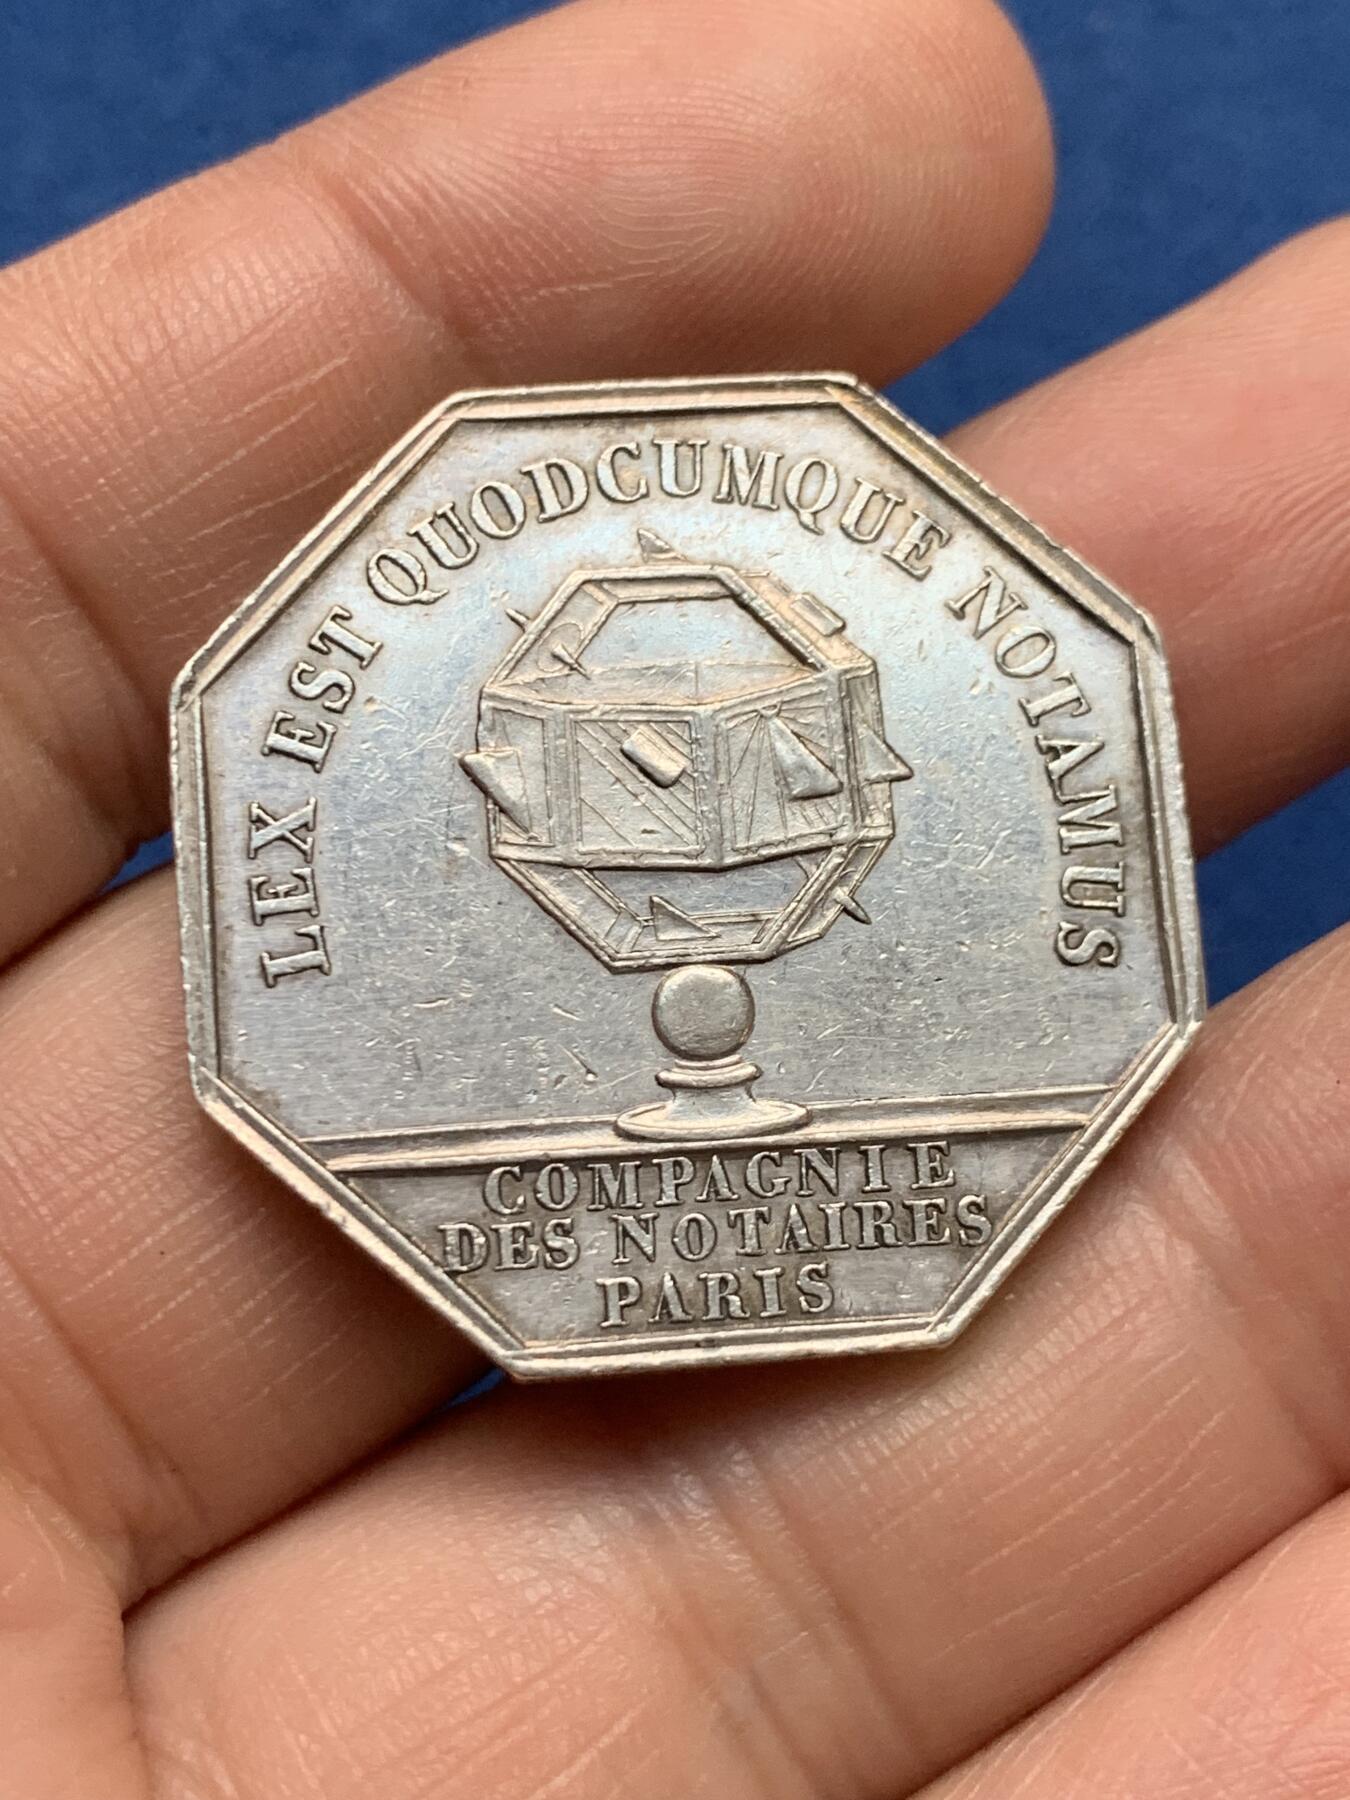 LEX EST QUODCUMQUE NOTAMUS
COMPAGNIE
DES NOTAIRES
PARIS